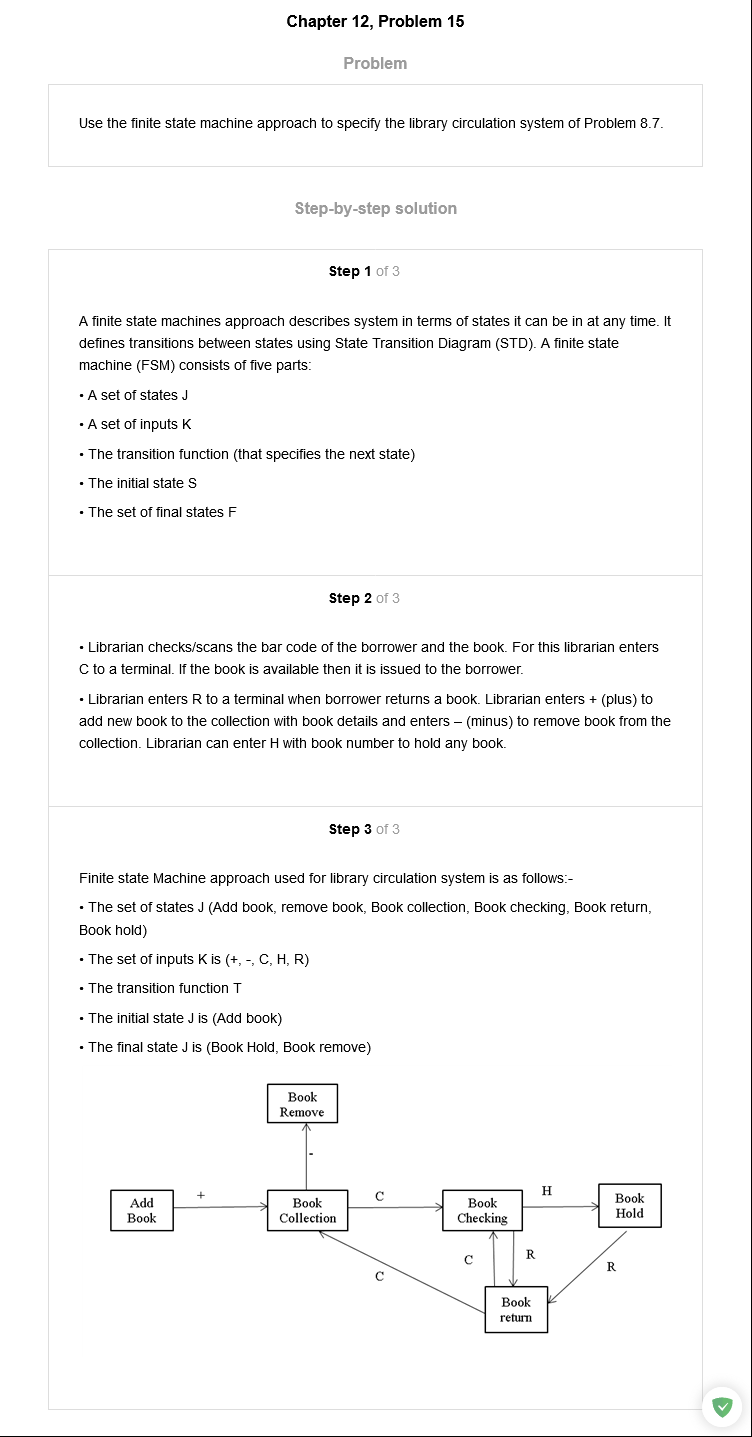 Chapter 12, Problem 15
Problem
Use the finite state machine approach to specify the library circulation system of Problem 8.7.
Step-by-step solution
Step 1 of 3
A finite state machines approach describes system in terms of states it can be in at any time. It
defines transitions between states using State Transition Diagram (STD). A finite state
machine (FSM) consists of five parts:
• A set of states J
• A set of inputs K
• The transition function (that specifies the next state)
• The initial state S
• The set of final states F
Step 2 of 3
• Librarian checks/scans the bar code of the borrower and the book. For this librarian enters
C to a terminal. If the book is available then it is issued to the borrower.
• Librarian enters R to a terminal when borrower returns a book. Librarian enters + (plus) to
add new book to the collection with book details and enters – (minus) to remove book from the
collection. Librarian can enter H with book number to hold any book.
Step 3 of 3
Finite state Machine approach used for library circulation system is as follows:-
• The set of states J (Add book, remove book, Book collection, Book checking, Book return,
Book hold)
• The set of inputs K is (+, -, C, H, R)
• The transition function T
• The initial state J is (Add book)
• The final state J is (Book Hold, Book remove)
Book
Remove
-
Add
Book
+
Book
Collection
C
Book
Checking
H
Book
Hold
C
R
R
C
Book
return